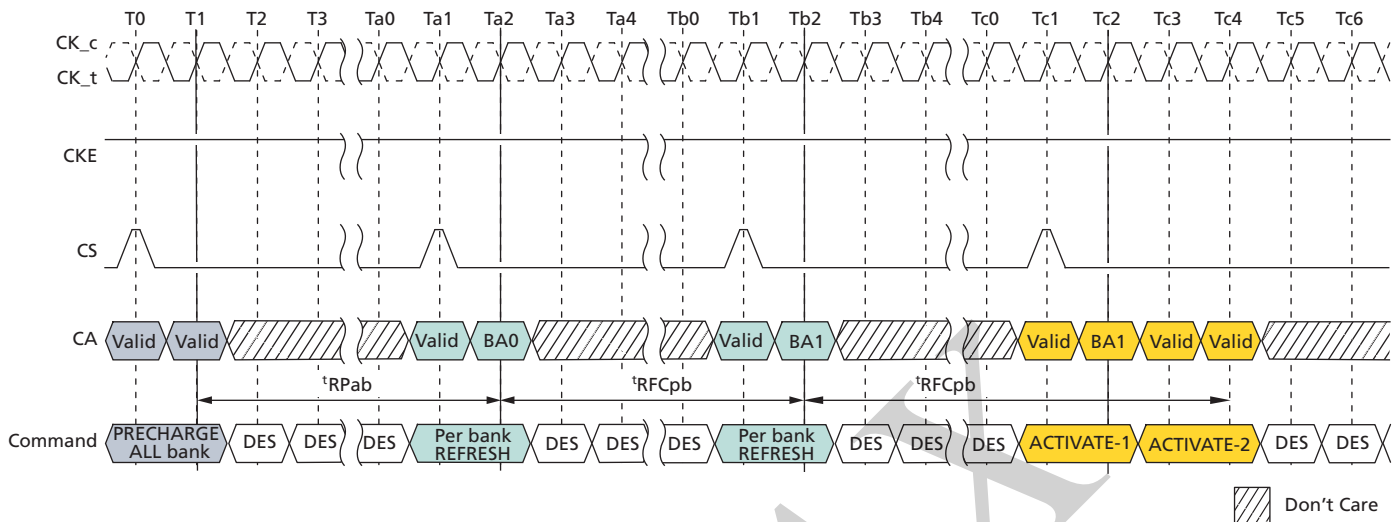 T0 T1 T2 T3 Ta0 Ta1 Ta2 Ta3 Ta4 Tb0 Tb1 Tb2 Tb3 Tb4 Tc0 Tc1 Tc2 Tc3 Tc4 Tc5 Tc6
CK_c
CK_t
CKE
CS
CA Valid Valid Valid BA0 Valid BA1 Valid BA1 Valid Valid
tRPab tRFCpb tRFCpb
Command PRECHARGE ALL bank DES DES DES Per bank REFRESH DES DES DES Per bank REFRESH DES DES DES ACTIVATE-1 ACTIVATE-2 DES DES
Don't Care